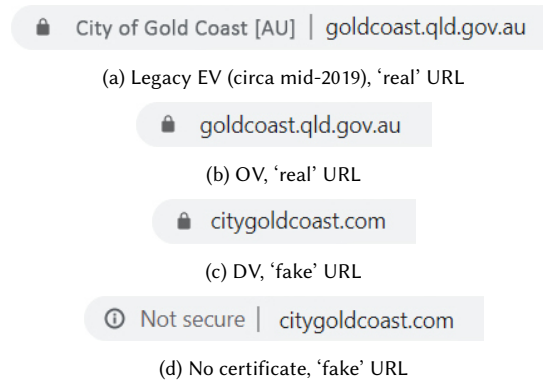 City of Gold Coast [AU] | goldcoast.qld.gov.au
(a) Legacy EV (circa mid-2019), ‘real’ URL
goldcoast.qld.gov.au
(b) OV, ‘real’ URL
citygoldcoast.com
(c) DV, ‘fake’ URL
Not secure | citygoldcoast.com
(d) No certificate, ‘fake’ URL